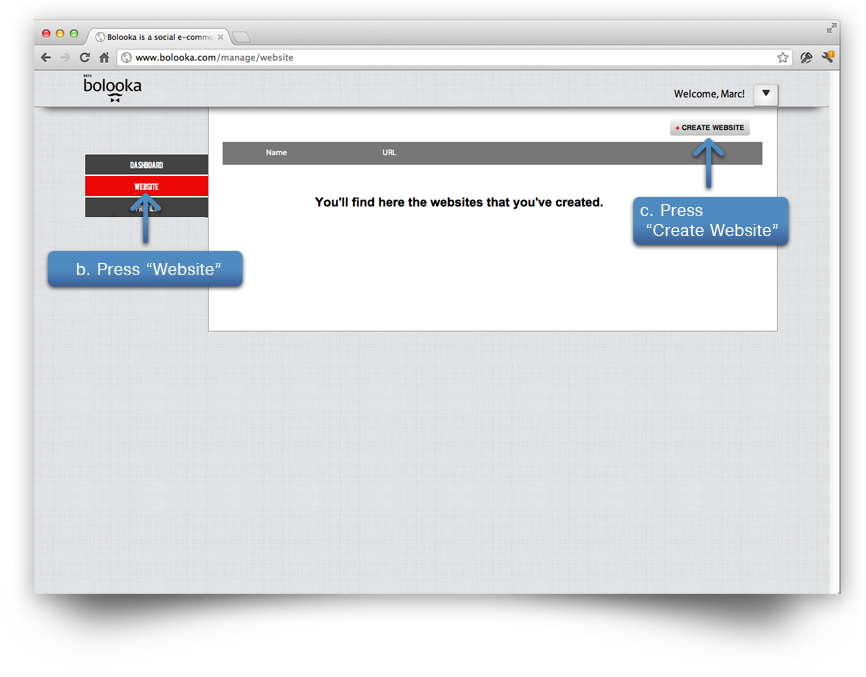 Bolooka is a social e-comme
www.bolooka.com/manage/website
BETA
bolooka
Welcome, Marc!
+ CREATE WEBSITE
Name URL
DASHBOARD
WEBSITE
You'll find here the websites that you've created.
c. Press
“Create Website”
b. Press “Website”